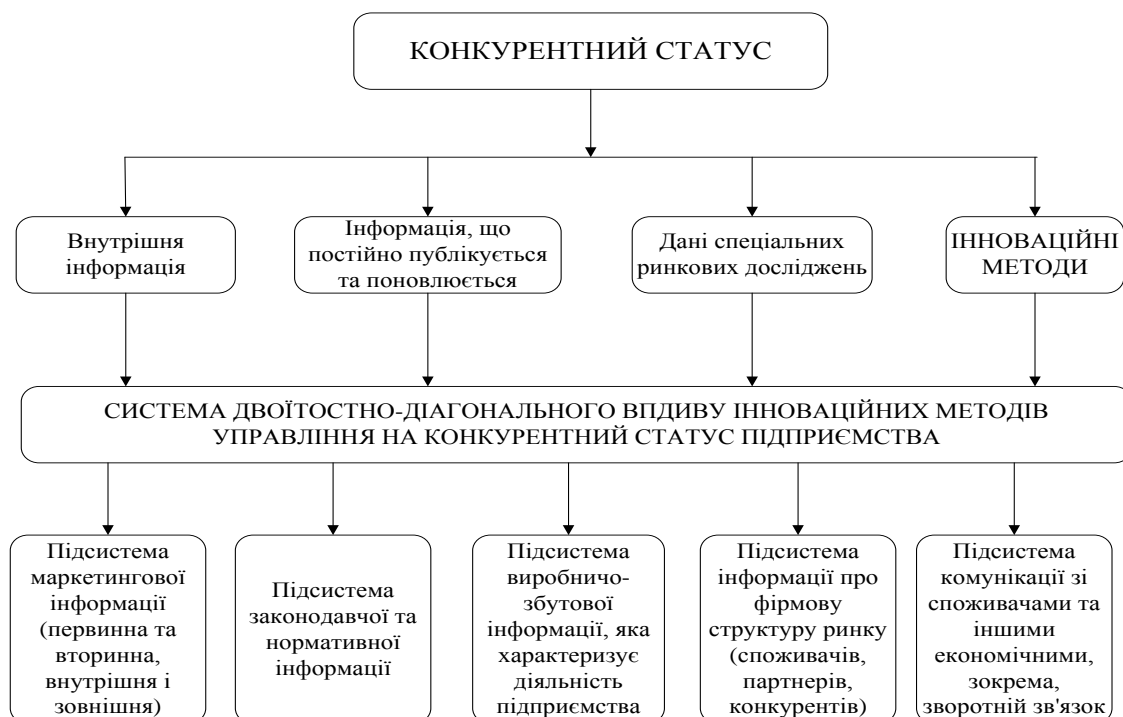 КОНКУРЕНТНИЙ СТАТУС
Внутрішня
інформація
Інформація, що
постійно публікується
та поновлюється
Дані спеціальних
ринкових досліджень
ІННОВАЦІЙНІ
МЕТОДИ
СИСТЕМА ДВОЇТОСТНО-ДІАГОНАЛЬНОГО ВПДИВУ ІННОВАЦІЙНИХ МЕТОДІВ
УПРАВЛІННЯ НА КОНКУРЕНТНИЙ СТАТУС ПІДПРИЄМСТВА
Підсистема
маркетингової
інформації
(первинна та
вторинна,
внутрішня і
зовнішня)
Підсистема
законодавчої та
нормативної
інформації
Підсистема
виробничо-
збутової
інформації, яка
характеризує
діяльність
підприємства
Підсистема
інформації про
фірмову
структуру ринку
(споживачів,
партнерів,
конкурентів)
Підсистема
комунікації зі
споживачами та
іншими
економічними,
зокрема,
зворотній зв'язок